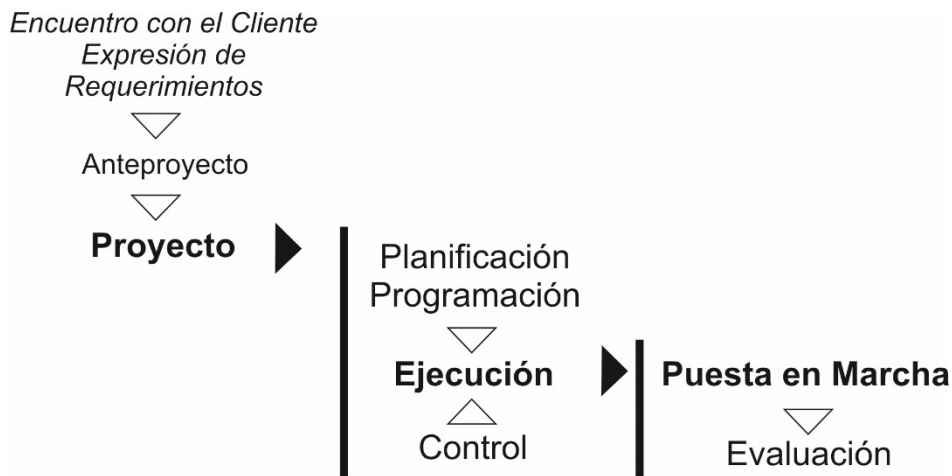 Encuentro con el Cliente
Expresión de
Requerimientos
Anteproyecto
Proyecto
Planificación
Programación
Ejecución
Control
Puesta en Marcha
Evaluación